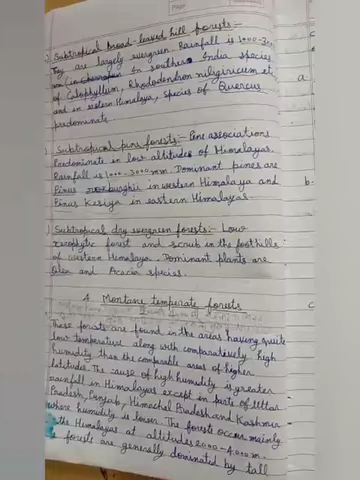 Subtropical broad-leaved hill forests:-
They are largely evergreen. Rainfall is 1000-
mm In southern India species
of Calophyllum, Rhododendron niligiricum etc
and in eastern Himalaya, species of Quercus
predominate.
Subtropical pine forests:- Pine associations
Predominate in low altitudes of Himalayas.
Rainfall is 1000-3000 mm. Dominant pines are
Pinus roxburghii in western Himalaya and
Pinus Kesiya in eastern Himalayas.
Subtropical dry evergreen forests:- Low
xerophytic forest and scrub in the foothills
of western Himalaya. Dominant plants are
Olea and Acacia species.
4. Montane temperate forests
These forests are found in the areas having quite
low temperature along with comparatively high
humidity than the comparable areas of higher
latitudes. The cause of high humidity is greater
rainfall in Himalayas except in parts of Uttar
Pradesh, Punjab, Himachal Pradesh and Kashmir
where humidity is lower. The forests occur mainly
the Himalayas at altitudes 2000-4000 m.
forests are generally dominated by tall
a.
b.
c